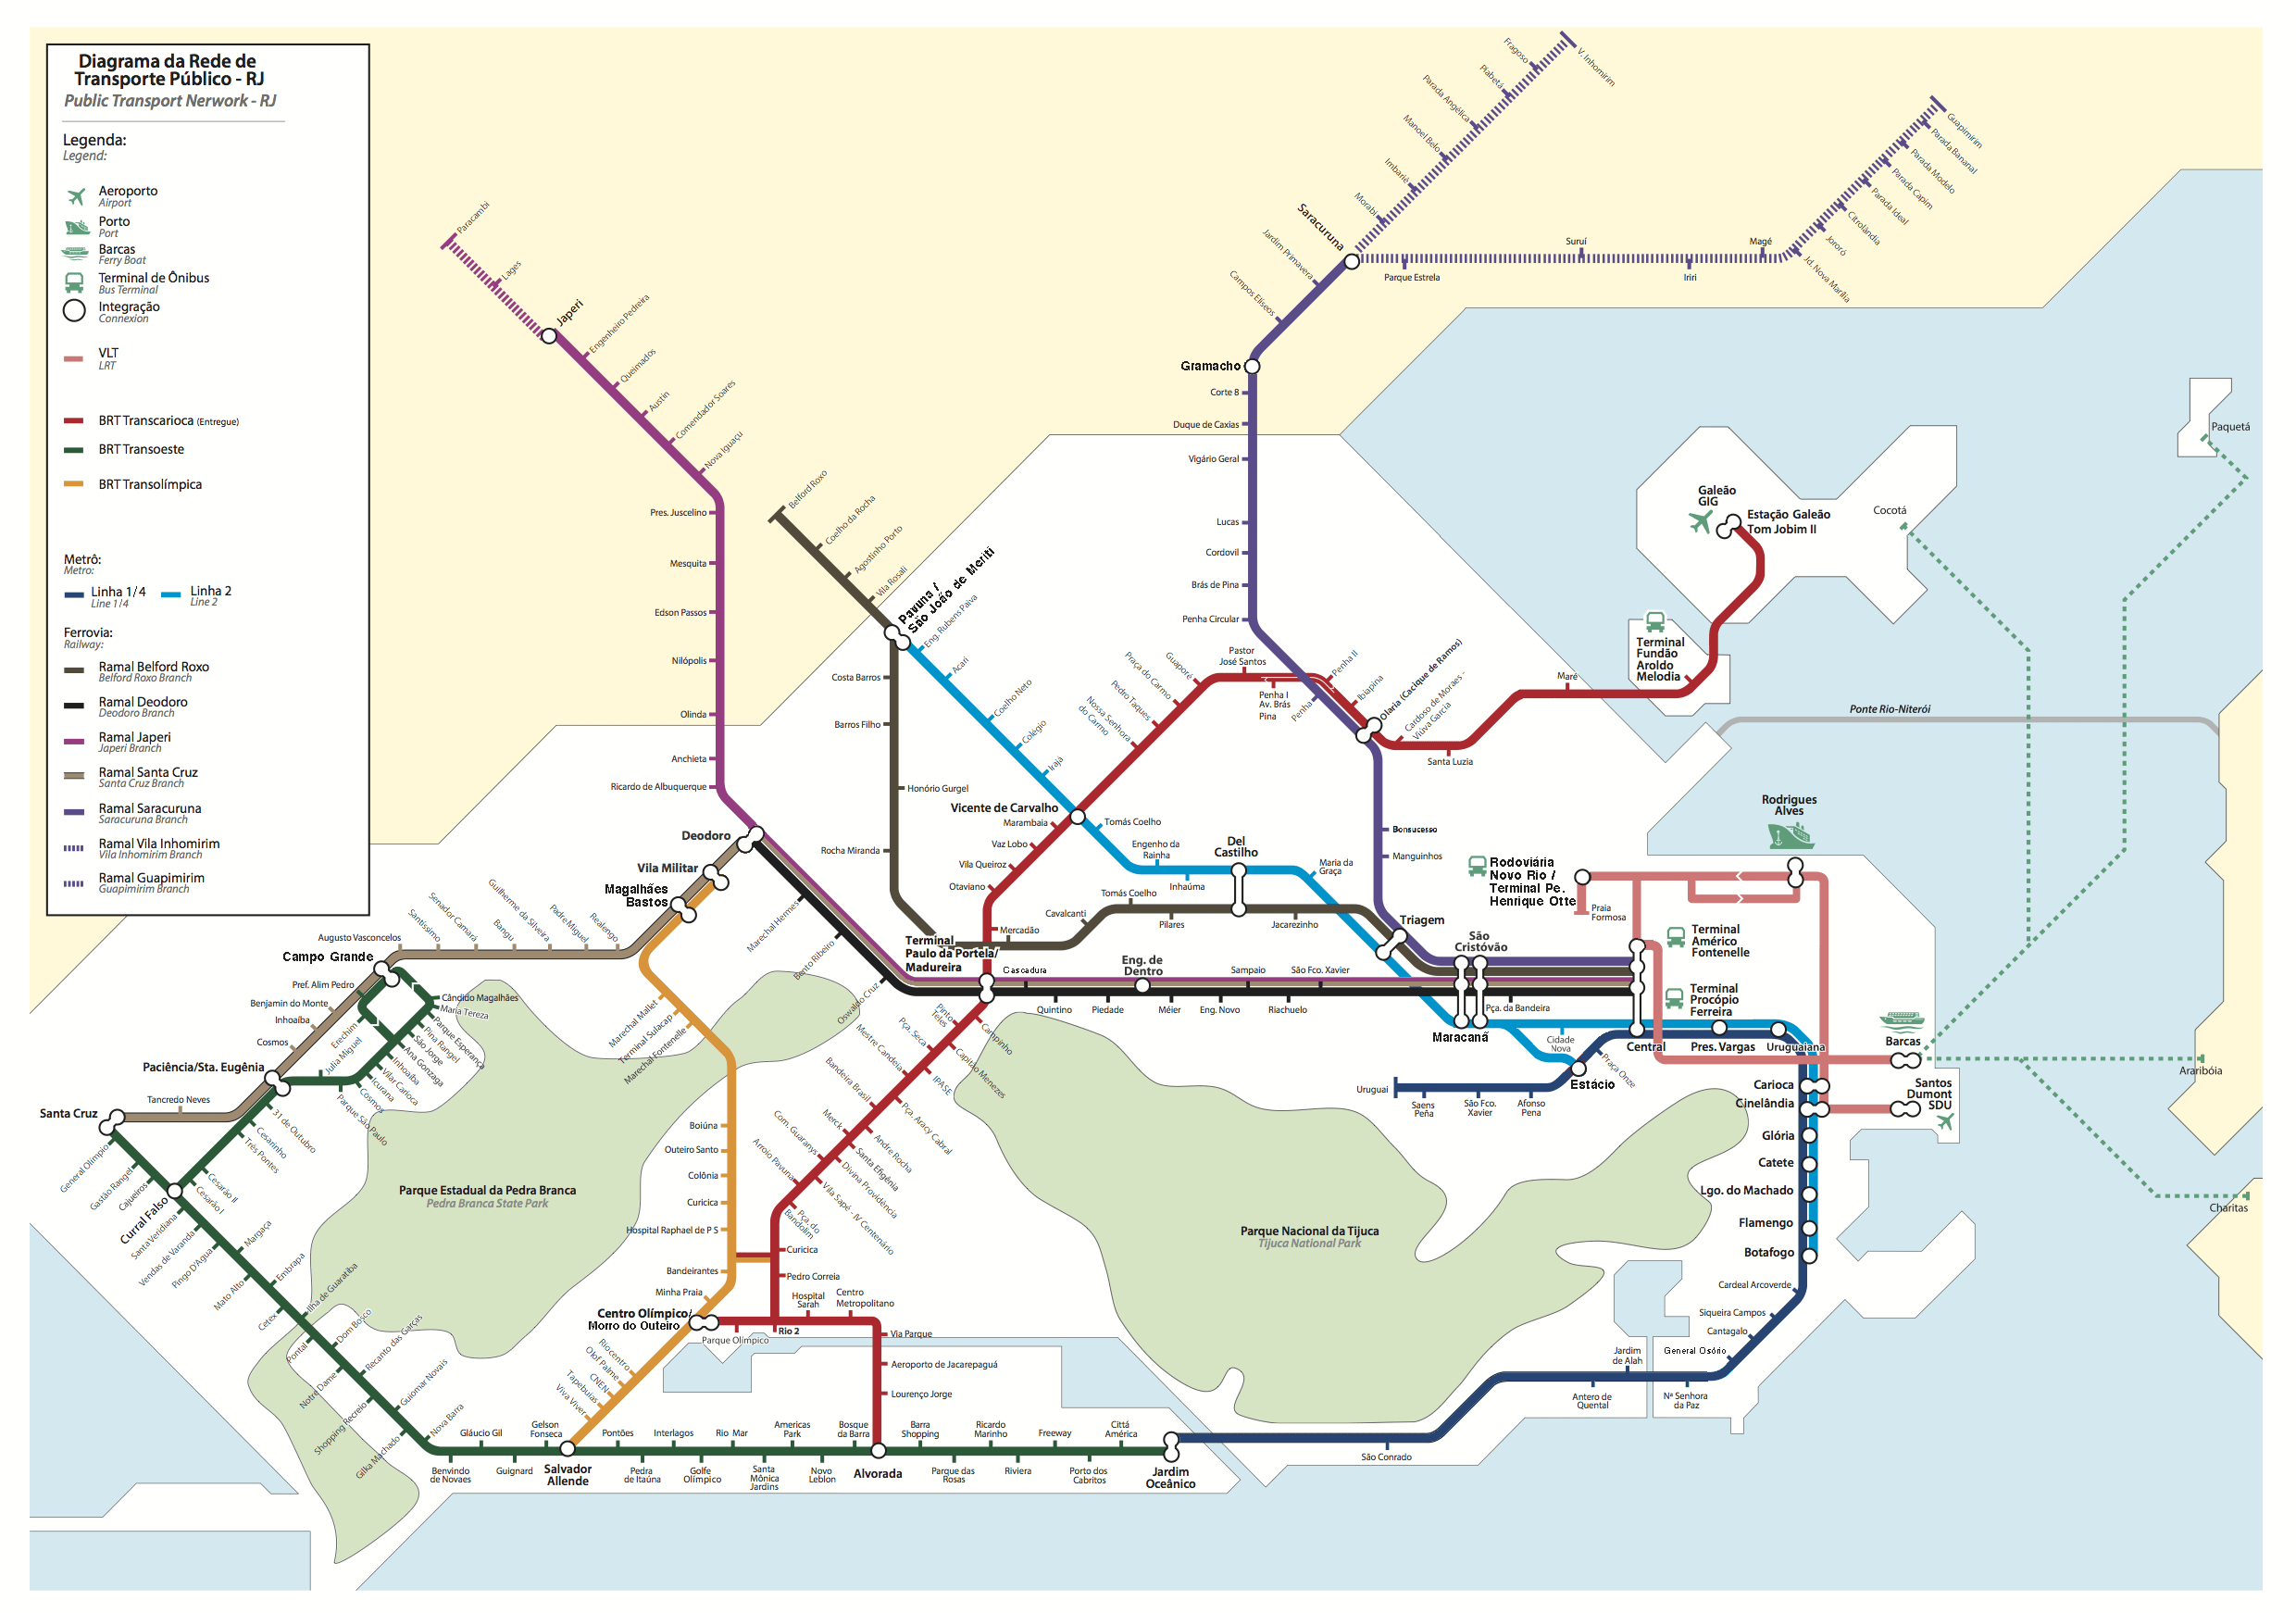 Diagrama da Rede de
Transporte Público - RJ
Public Transport Nerwork - RJ
Legenda:
Legend:
Aeroporto
Airport
Porto
Port
Barcas
Ferry Boat
Terminal de Ônibus
Bus Terminal
Integração
Connexion
VLT
LRT
BRT Transcarioca (Entregue)
BRT Transoeste
BRT Transolímpica
Metrô:
Metro:
Linha 1/4
Line 1/4
Linha 2
Line 2
Ferrovia:
Railway:
Ramal Belford Roxo
Belford Roxo Branch
Ramal Deodoro
Deodoro Branch
Ramal Japeri
Japeri Branch
Ramal Santa Cruz
Santa Cruz Branch
Ramal Saracuruna
Saracuruna Branch
Ramal Vila Inhomirim
Vila Inhomirim Branch
Ramal Guapimirim
Guapimirim Branch
Paracambi
Lages
Japeri
Engenheiro Pedreira
Queimados
Austin
Comendador Soares
Nova Iguaçu
Pres. Juscelino
Mesquita
Edson Passos
Nilópolis
Olinda
Anchieta
Ricardo de Albuquerque
Deodoro
Vila Militar
Magalhães
Bastos
Belford Roxo
Coelho da Rocha
Agostinho Porto
Vila Rosali
Pavuna /
São João de Meriti
Eng. Rubens Paiva
Acari
Coelho Neto
Colégio
Irajá
Costa Barros
Barros Filho
Honório Gurgel
Rocha Miranda
Vicente de Carvalho
Marambaia
Vaz Lobo
Vila Queiroz
Otaviano
Mercadão
Terminal
Paulo da Portela/
Madureira
Tomás Coelho
Engenho da
Rainha
Inhaúma
Del
Castilho
Maria da
Graça
Cavalcanti
Tomás Coelho
Pilares
Jacarezinho
Triagem
V. Inhomirim
Fragoso
Piabetá
Parada Angélica
Manoel Belo
Imbarié
Morabi
Saracuruna
Jardim Primavera
Campos Elíseos
Gramacho
Corte 8
Duque de Caxias
Vigário Geral
Lucas
Cordovil
Brás de Pina
Penha Circular
Parque Estrela
Suruí
Iriri
Magé
Jd. Nova Marília
Jororó
Citrolândia
Parada Ideal
Parada Capim
Parada Modelo
Parada Bananal
Guapimirim
Nossa Senhora
do Carmo
Pedro Taques
Praça do Carmo
Guaporé
Pastor
José Santos
Penha I
Av. Brás
Pina
Penha
Penha II
Ibiapina
Olaria (Cacique de Ramos)
Cardoso de Moraes -
Viúva Garcia
Santa Luzia
Maré
Terminal
Fundão
Aroldo
Melodia
Galeão
GIG
Estação Galeão
Tom Jobim II
Cocotá
Paquetá
Ponte Rio-Niterói
Bonsucesso
Manguinhos
Rodoviária
Novo Rio /
Terminal Pe.
Henrique Otte
Praia
Formosa
Rodrigues
Alves
Terminal
Américo
Fontenelle
Terminal
Procópio
Ferreira
São
Cristóvão
Maracanã
Pça. da Bandeira
Cidade
Nova
Central
Praça Onze
Estácio
Pres. Vargas
Uruguaiana
Barcas
Santos
Dumont
SDU
Araribóia
Charitas
Carioca
Cinelândia
Glória
Catete
Lgo. do Machado
Flamengo
Botafogo
Cardeal Arcoverde
Siqueira Campos
Cantagalo
General Osório
Nª Senhora
da Paz
Jardim
de Alah
Antero de
Quental
São Conrado
Jardim
Oceânico
Uruguai
Saens
Peña
São Fco.
Xavier
Afonso
Pena
Marechal Hermes
Bento Ribeiro
Oswaldo Cruz
Cascadura
Quintino
Piedade
Eng. de
Dentro
Méier
Eng. Novo
Sampaio
Riachuelo
São Fco. Xavier
Realengo
Padre Miguel
Guilherme da Silveira
Bangu
Senador Camará
Santíssimo
Augusto Vasconcelos
Campo Grande
Pref. Alim Pedro
Benjamin do Monte
Inhoaíba
Cosmos
Paciência/Sta. Eugênia
Tancredo Neves
Santa Cruz
Cândido Magalhães
Maria Tereza
Parque Esperança
Pina Rangel
São Jorge
Ana Gonzaga
Inhoaíba
Vilar Carioca
Icurana
Cosmos
Parque São Paulo
Julia Miguel
Erechim
31 de Outubro
Cesarinho
Três Pontes
Cesarão II
Cesarão I
Curral Falso
General Olímpio
Gastão Rangel
Cajueiros
Santa Veridiana
Vendas de Varanda
Pingo D'Água
Mato Alto
Margaça
Embrapa
Cetex
Ilha de Guaratiba
Pontal
Dom Bosco
Recanto das Garças
Notre Dame
Guiomar Novais
Shopping Recreio
Nova Barra
Gilka Machado
Benvindo
de Novaes
Gláucio Gil
Guignard
Gelson
Fonseca
Salvador
Allende
Pontões
Pedra
de Itaúna
Interlagos
Golfe
Olímpico
Rio Mar
Santa
Mônica
Jardins
Americas
Park
Novo
Leblon
Bosque
da Barra
Alvorada
Barra
Shopping
Parque das
Rosas
Ricardo
Marinho
Riviera
Freeway
Porto dos
Cabritos
Cittá
América
Marechal Mallet
Terminal Sulacap
Marechal Fontenelle
Boiúna
Outeiro Santo
Colônia
Curicica
Hospital Raphael de P S
Bandeirantes
Minha Praia
Centro Olímpico/
Morro do Outeiro
Riocentro
Olof Palme
CNEN
Tapebuias
Viva Viver
Parque Olímpico
Rio 2
Hospital
Sarah
Centro
Metropolitano
Via Parque
Aeroporto de Jacarepaguá
Lourenço Jorge
Pedro Correia
Curicica
Pça. do
Bandolim
Arroio Pavuna
Vila Sapê - IV Centenário
Com. Guaranys
Divina Providência
Santa Efigênia
Merck
Andre Rocha
Pça. Aracy Cabral
Bandeira Brasil
IPASE
Mestre Candeia
Capitão Menezes
Pça. Seca
Pinto
Teles
Campinho
Parque Estadual da Pedra Branca
Pedra Branca State Park
Parque Nacional da Tijuca
Tijuca National Park